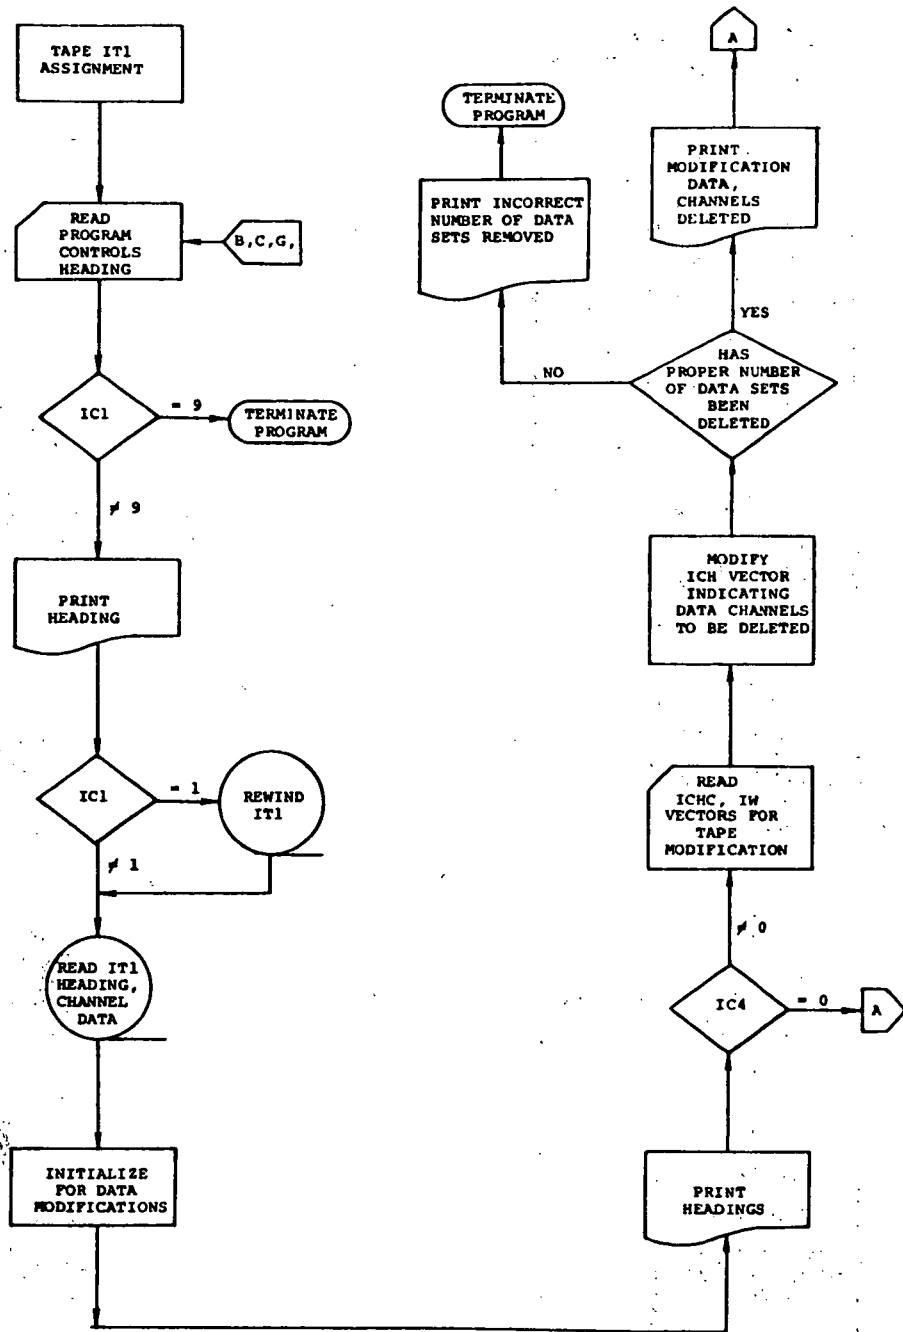 TAPE IT1
ASSIGNMENT
READ
PROGRAM
CONTROLS
HEADING
B,C,G,
IC1
= 9
TERMINATE
PROGRAM
≠ 9
PRINT
HEADING
IC1
= 1
REWIND
IT1
≠ 1
READ IT1
HEADING,
CHANNEL
DATA
INITIALIZE
FOR DATA
MODIFICATIONS
A
TERMINATE
PROGRAM
PRINT
MODIFICATION
DATA,
CHANNELS
DELETED
PRINT INCORRECT
NUMBER OF DATA
SETS REMOVED
YES
NO
HAS
PROPER NUMBER
OF DATA SETS
BEEN
DELETED
MODIFY
ICH VECTOR
INDICATING
DATA CHANNELS
TO BE DELETED
READ
ICHC, IW
VECTORS FOR
TAPE
MODIFICATION
≠ 0
IC4
= 0
A
PRINT
HEADINGS